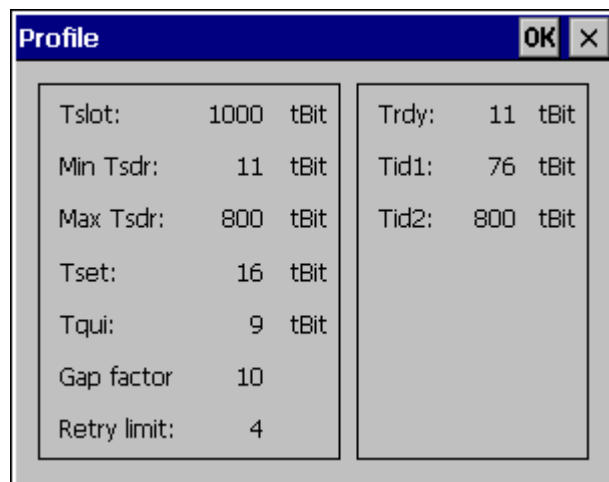 Profile OK ×
Tslot: 1000 tBit
Min Tsdr: 11 tBit
Max Tsdr: 800 tBit
Tset: 16 tBit
Tqui: 9 tBit
Gap factor 10
Retry limit: 4
Trdy: 11 tBit
Tid1: 76 tBit
Tid2: 800 tBit